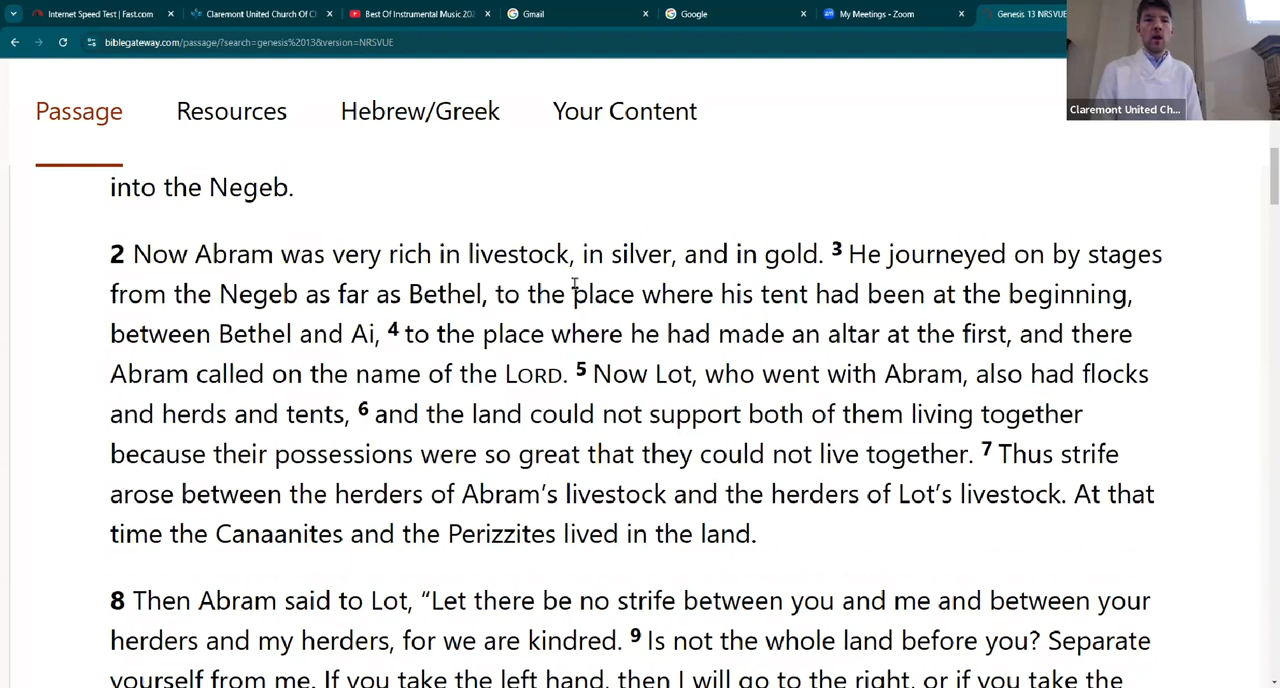 Internet Speed Test | Fast.com
Claremont United Church Of C
Best Of Instrumental Music 202
Gmail
Google
My Meetings - Zoom
Genesis 13 NRSVUE
biblegateway.com/passage/?search=genesis%2013&version=NRSVUE
Claremont United Ch...
Passage
Resources
Hebrew/Greek
Your Content
into the Negeb.
2 Now Abram was very rich in livestock, in silver, and in gold. 3 He journeyed on by stages
from the Negeb as far as Bethel, to the place where his tent had been at the beginning,
between Bethel and Ai, 4 to the place where he had made an altar at the first, and there
Abram called on the name of the LORD. 5 Now Lot, who went with Abram, also had flocks
and herds and tents, 6 and the land could not support both of them living together
because their possessions were so great that they could not live together. 7 Thus strife
arose between the herders of Abram’s livestock and the herders of Lot’s livestock. At that
time the Canaanites and the Perizzites lived in the land.
8 Then Abram said to Lot, “Let there be no strife between you and me and between your
herders and my herders, for we are kindred. 9 Is not the whole land before you? Separate
yourself from me. If you take the left hand, then I will go to the right, or if you take the